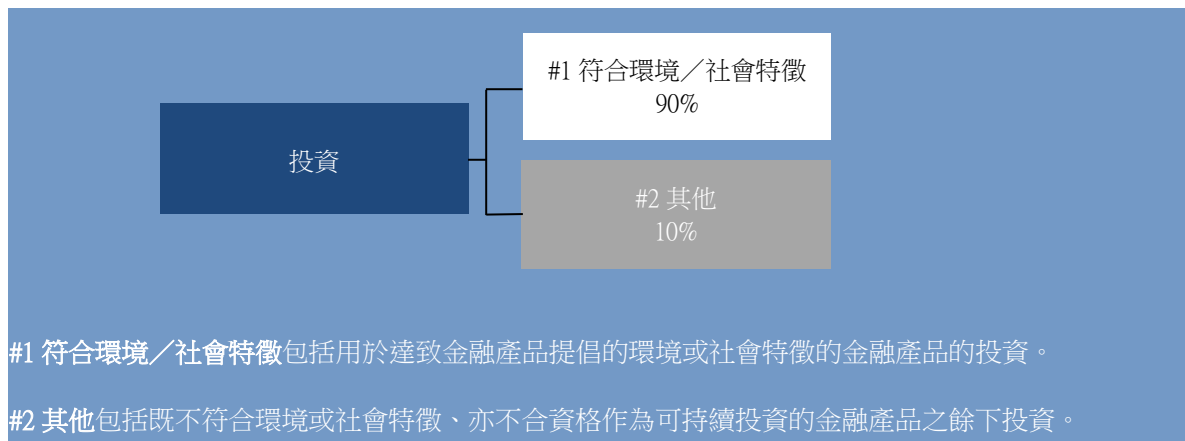 投資
#1 符合環境／社會特徵
90%
#2 其他
10%
#1 符合環境／社會特徵包括用於達致金融產品提倡的環境或社會特徵的金融產品的投資。
#2 其他包括既不符合環境或社會特徵、亦不合資格作為可持續投資的金融產品之餘下投資。